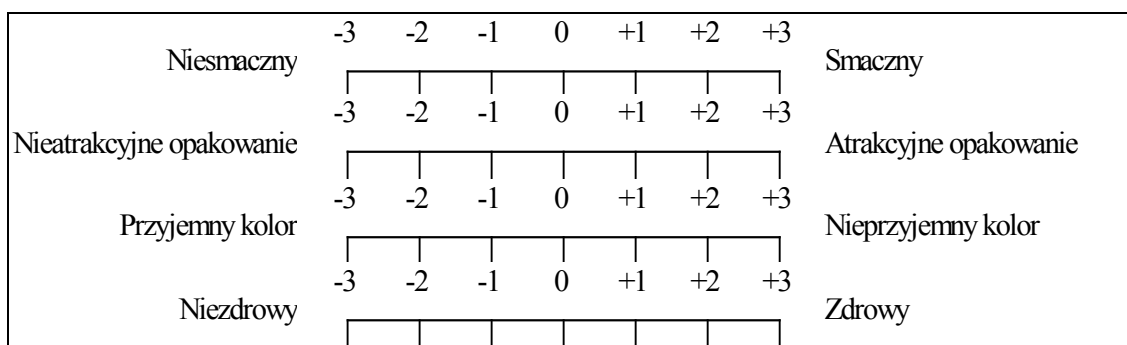 -3 -2 -1 0 +1 +2 +3
Niesmaczny Smaczny
-3 -2 -1 0 +1 +2 +3
Nieatrakcyjne opakowanie Atrakcyjne opakowanie
-3 -2 -1 0 +1 +2 +3
Przyjemny kolor Nieprzyjemny kolor
-3 -2 -1 0 +1 +2 +3
Niezdrowy Zdrowy